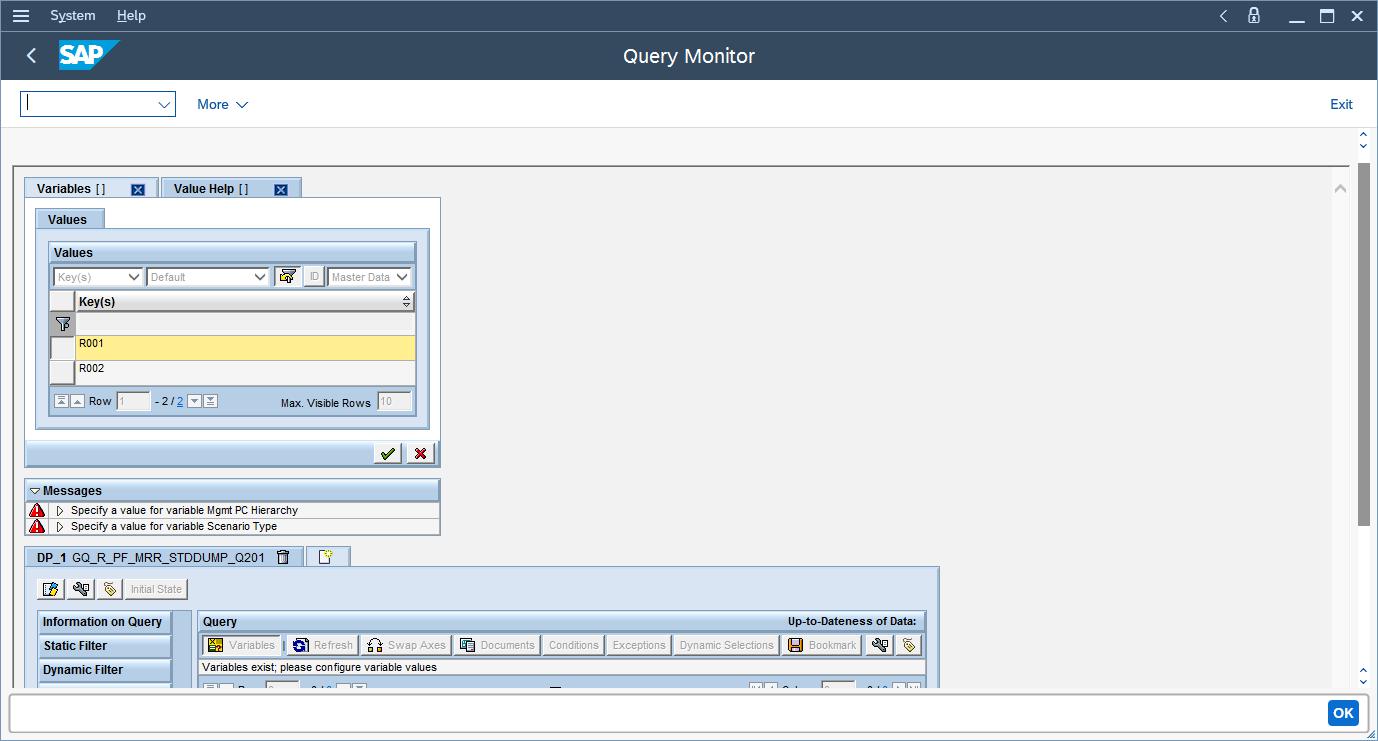 System Help
SAP Query Monitor
More Exit
Variables [ ] Value Help [ ]
Values
Values
Key(s) Default ID Master Data
Key(s)
R001
R002
Row 1 - 2 / 2 Max. Visible Rows 10
Messages
Specify a value for variable Mgmt PC Hierarchy
Specify a value for variable Scenario Type
DP_1 GQ_R_PF_MRR_STDDUMP_Q201
Initial State
Information on Query Query Up-to-Dateness of Data:
Static Filter Variables Refresh Swap Axes Documents Conditions Exceptions Dynamic Selections Bookmark
Dynamic Filter Variables exist; please configure variable values
OK